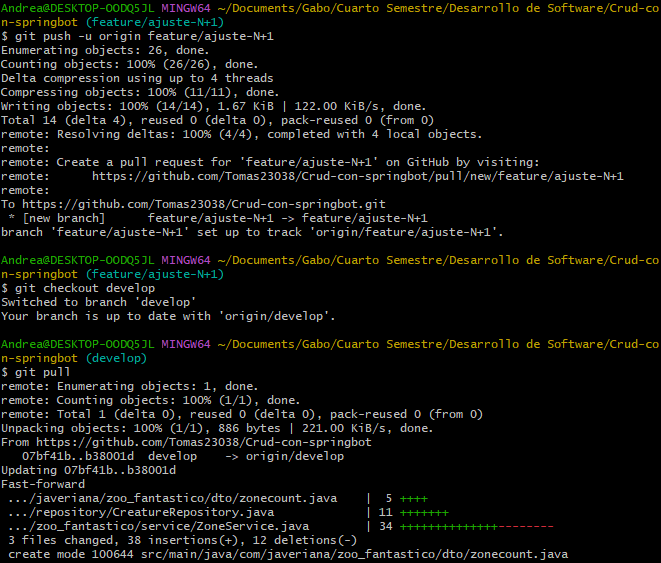 Andrea@DESKTOP-OODQ5JL MINGW64 ~/Documents/Gabo/Cuarto Semestre/Desarrollo de Software/Crud-co
n-springbot (feature/ajuste-N+1)
$ git push -u origin feature/ajuste-N+1
Enumerating objects: 26, done.
Counting objects: 100% (26/26), done.
Delta compression using up to 4 threads
Compressing objects: 100% (11/11), done.
Writing objects: 100% (14/14), 1.67 KiB | 122.00 KiB/s, done.
Total 14 (delta 4), reused 0 (delta 0), pack-reused 0 (from 0)
remote: Resolving deltas: 100% (4/4), completed with 4 local objects.
remote:
remote: Create a pull request for 'feature/ajuste-N+1' on GitHub by visiting:
remote:      https://github.com/Tomas23038/Crud-con-springbot/pull/new/feature/ajuste-N+1
remote:
To https://github.com/Tomas23038/Crud-con-springbot.git
 * [new branch]      feature/ajuste-N+1 -> feature/ajuste-N+1
branch 'feature/ajuste-N+1' set up to track 'origin/feature/ajuste-N+1'.
Andrea@DESKTOP-OODQ5JL MINGW64 ~/Documents/Gabo/Cuarto Semestre/Desarrollo de Software/Crud-co
n-springbot (feature/ajuste-N+1)
$ git checkout develop
Switched to branch 'develop'
Your branch is up to date with 'origin/develop'.
Andrea@DESKTOP-OODQ5JL MINGW64 ~/Documents/Gabo/Cuarto Semestre/Desarrollo de Software/Crud-co
n-springbot (develop)
$ git pull
remote: Enumerating objects: 1, done.
remote: Counting objects: 100% (1/1), done.
remote: Total 1 (delta 0), reused 0 (delta 0), pack-reused 0 (from 0)
Unpacking objects: 100% (1/1), 886 bytes | 221.00 KiB/s, done.
From https://github.com/Tomas23038/Crud-con-springbot
   07bf41b..b38001d  develop    -> origin/develop
Updating 07bf41b..b38001d
Fast-forward
 .../javeriana/zoo_fantastico/dto/zonecount.java    |  5 ++++
 .../repository/CreatureRepository.java             | 11 +++++++
 .../zoo_fantastico/service/ZoneService.java        | 34 +++++++++++++++--------
 3 files changed, 38 insertions(+), 12 deletions(-)
 create mode 100644 src/main/java/com/javeriana/zoo_fantastico/dto/zonecount.java